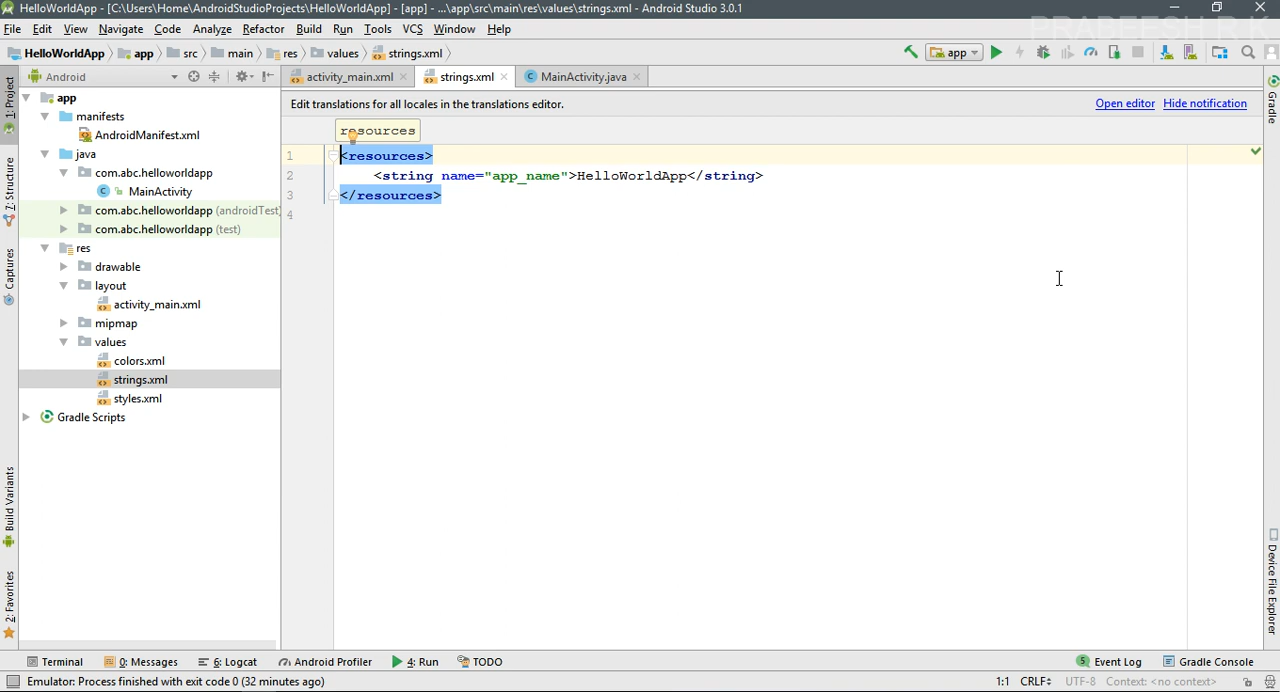 HelloWorldApp - [C:\Users\Home\AndroidStudioProjects\HelloWorldApp] - [app] - ...\app\src\main\res\values\strings.xml - Android Studio 3.0.1
PRABEESH R K
File Edit View Navigate Code Analyze Refactor Build Run Tools VCS Window Help
HelloWorldApp app src main res values strings.xml app
Android activity_main.xml strings.xml MainActivity.java
1: Project
Z: Structure
Captures
Build Variants
2: Favorites
app
manifests
AndroidManifest.xml
java
com.abc.helloworldapp
MainActivity
com.abc.helloworldapp (androidTest)
com.abc.helloworldapp (test)
res
drawable
layout
activity_main.xml
mipmap
values
colors.xml
strings.xml
styles.xml
Gradle Scripts
Edit translations for all locales in the translations editor. Open editor Hide notification
resources
1 <resources>
2 <string name="app_name">HelloWorldApp</string>
3 </resources>
4
Gradle
Device File Explorer
Terminal 0: Messages 6: Logcat Android Profiler 4: Run TODO Event Log Gradle Console
Emulator: Process finished with exit code 0 (32 minutes ago) 1:1 CRLF UTF-8 Context: <no context>